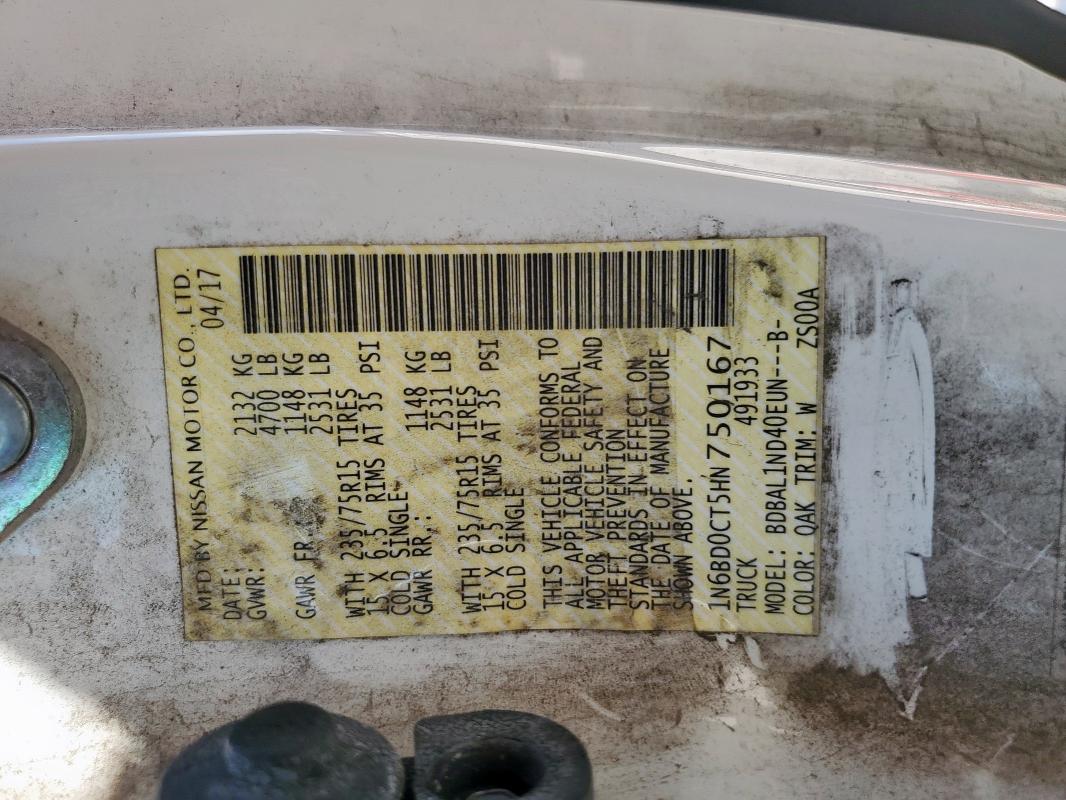 MFD BY NISSAN MOTOR CO., LTD.
DATE: 04/17
GVWR: 2132 KG
4700 LB
GAWR FR 1148 KG
2531 LB
WITH 235/75R15 TIRES
15 X 6.5 RIMS AT 35 PSI
COLD SINGLE
GAWR RR.: 1148 KG
2531 LB
WITH 235/75R15 TIRES
15 X 6.5 RIMS AT 35 PSI
COLD SINGLE
THIS VEHICLE CONFORMS TO
ALL APPLICABLE FEDERAL
MOTOR VEHICLE SAFETY AND
THEFT PREVENTION
STANDARDS IN EFFECT ON
THE DATE OF MANUFACTURE
SHOWN ABOVE.
1N6BD0CT5HN750167
TRUCK 491933
MODEL: BDBAL1ND40EUN---B-
COLOR: QAK TRIM: W ZS00A